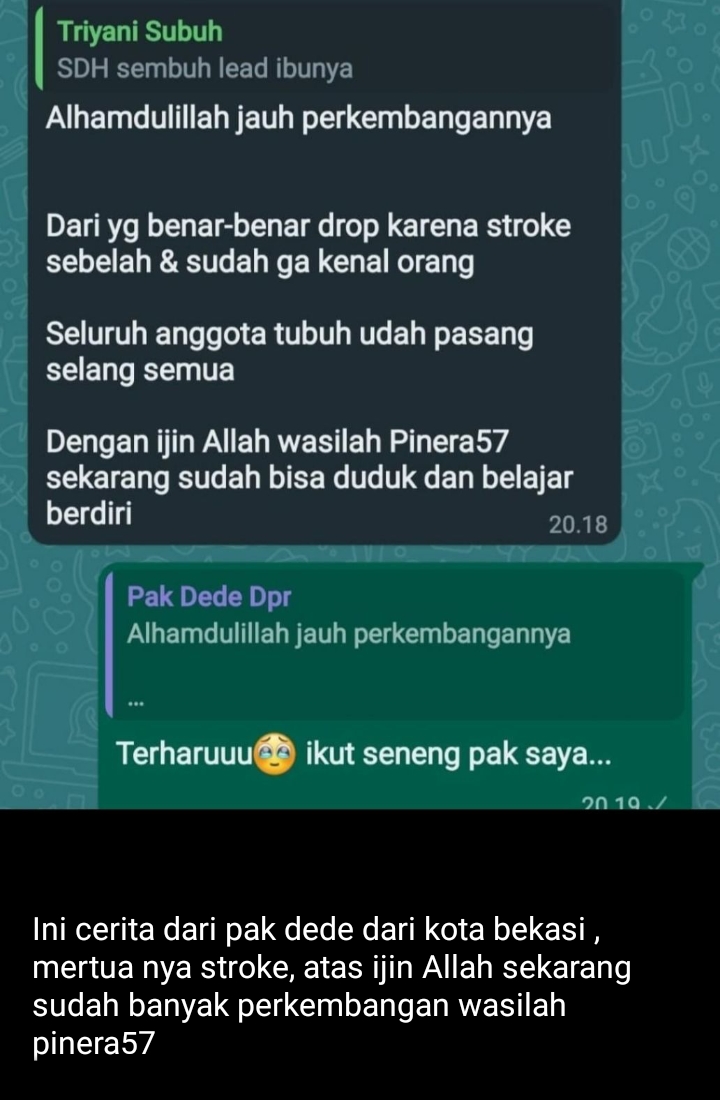 Triyani Subuh
SDH sembuh lead ibunya
Alhamdulillah jauh perkembangannya
Dari yg benar-benar drop karena stroke
sebelah & sudah ga kenal orang
Seluruh anggota tubuh udah pasang
selang semua
Dengan ijin Allah wasilah Pinera57
sekarang sudah bisa duduk dan belajar
berdiri
20.18
Pak Dede Dpr
Alhamdulillah jauh perkembangannya
...
Terharuuu🥹 ikut seneng pak saya...
20.19
Ini cerita dari pak dede dari kota bekasi ,
mertua nya stroke, atas ijin Allah sekarang
sudah banyak perkembangan wasilah
pinera57